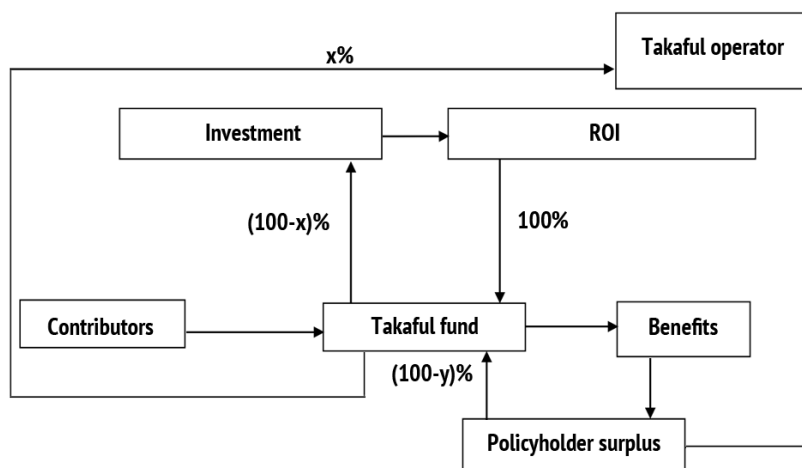 x%
Takaful operator
Investment
ROI
(100-x)%
100%
Contributors
Takaful fund
Benefits
(100-y)%
Policyholder surplus